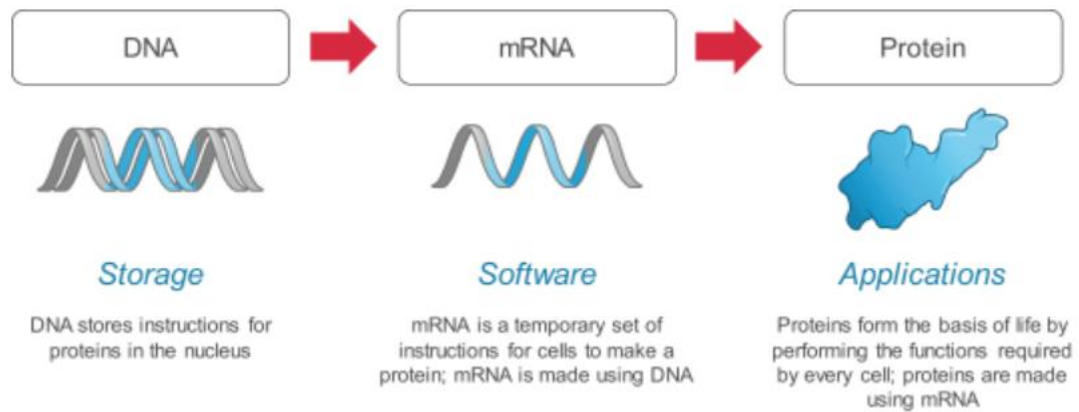 DNA
mRNA
Protein
Storage
Software
Applications
DNA stores instructions for
proteins in the nucleus
mRNA is a temporary set of
instructions for cells to make a
protein; mRNA is made using DNA
Proteins form the basis of life by
performing the functions required
by every cell; proteins are made
using mRNA